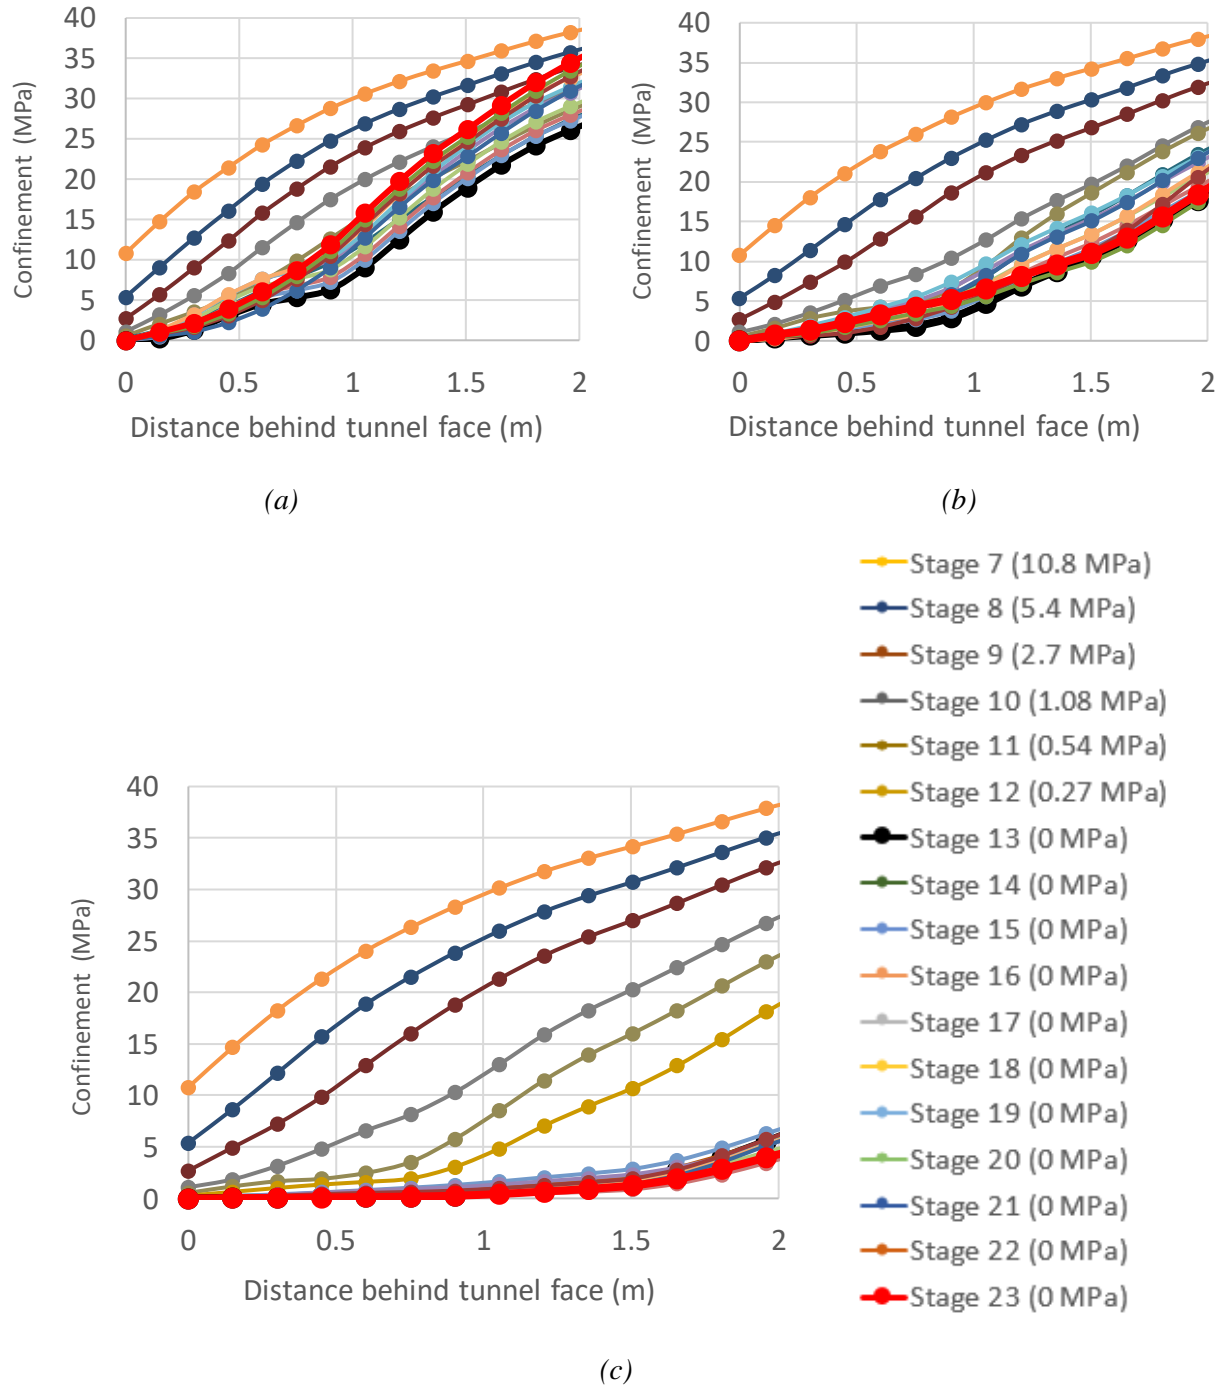 40
35
30
25
20
15
10
5
0
Confinement (MPa)
0 0.5 1 1.5 2
Distance behind tunnel face (m)
(a)
40
35
30
25
20
15
10
5
0
Confinement (MPa)
0 0.5 1 1.5 2
Distance behind tunnel face (m)
(b)
Stage 7 (10.8 MPa)
Stage 8 (5.4 MPa)
Stage 9 (2.7 MPa)
Stage 10 (1.08 MPa)
Stage 11 (0.54 MPa)
Stage 12 (0.27 MPa)
Stage 13 (0 MPa)
Stage 14 (0 MPa)
Stage 15 (0 MPa)
Stage 16 (0 MPa)
Stage 17 (0 MPa)
Stage 18 (0 MPa)
Stage 19 (0 MPa)
Stage 20 (0 MPa)
Stage 21 (0 MPa)
Stage 22 (0 MPa)
Stage 23 (0 MPa)
40
35
30
25
20
15
10
5
0
Confinement (MPa)
0 0.5 1 1.5 2
Distance behind tunnel face (m)
(c)